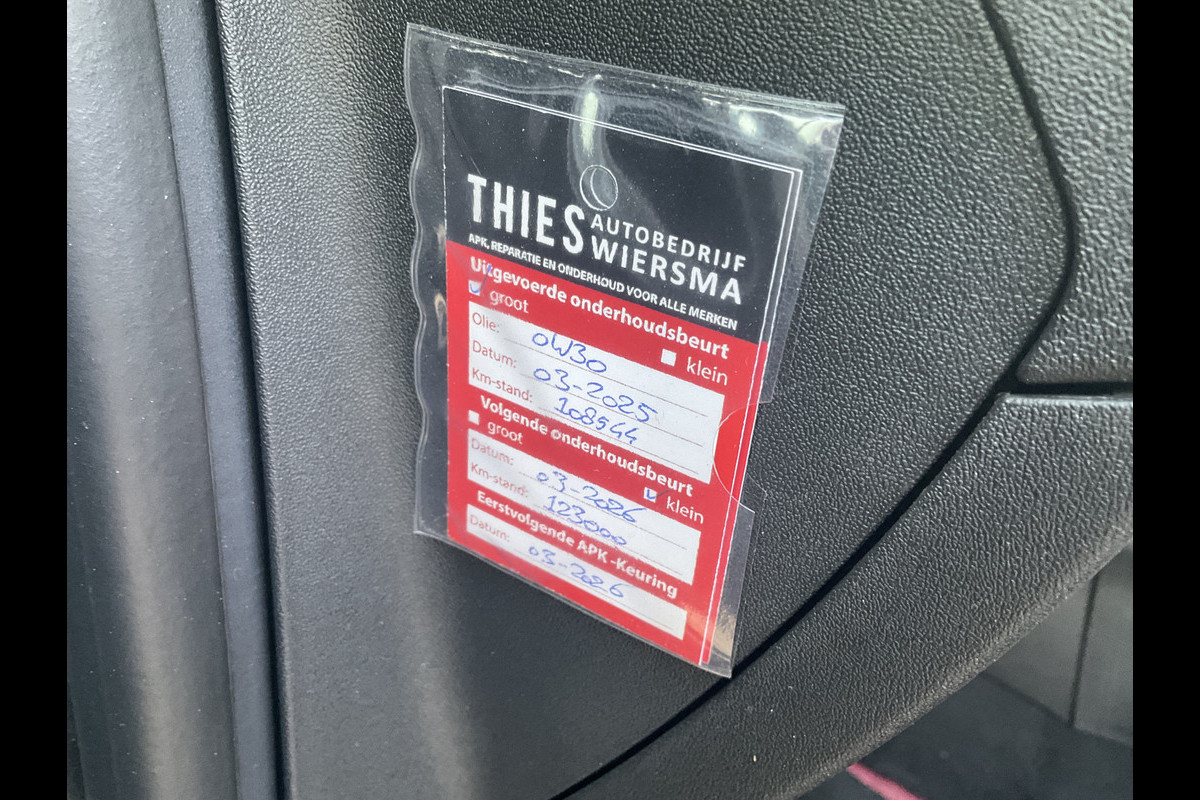 THIES AUTOBEDRIJF
WIERSMA
APK, REPARATIE EN ONDERHOUD VOOR ALLE MERKEN
Uitgevoerde onderhoudsbeurt
groot klein
Olie: 0W30
Datum: 03-2025
Km-stand: 108544
Volgende onderhoudsbeurt
groot klein
Datum: 03-2026
Km-stand: 123000
Eerstvolgende APK-Keuring
Datum: 03-2026